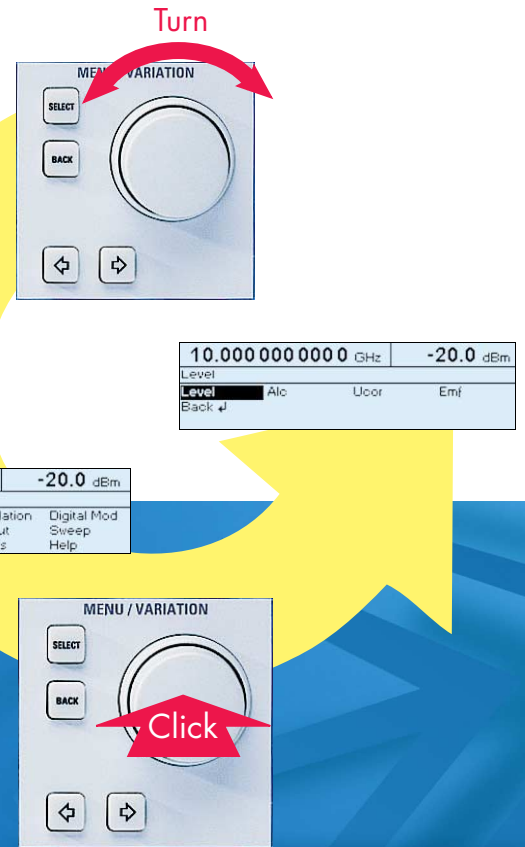 Turn
MENU / VARIATION
SELECT
BACK
10.000 000 000 0 GHz -20.0 dBm
Level
Level Alc Ucor Emf
Back ↲
-20.0 dBm
lation Digital Mod
ut Sweep
s Help
MENU / VARIATION
SELECT
BACK
Click